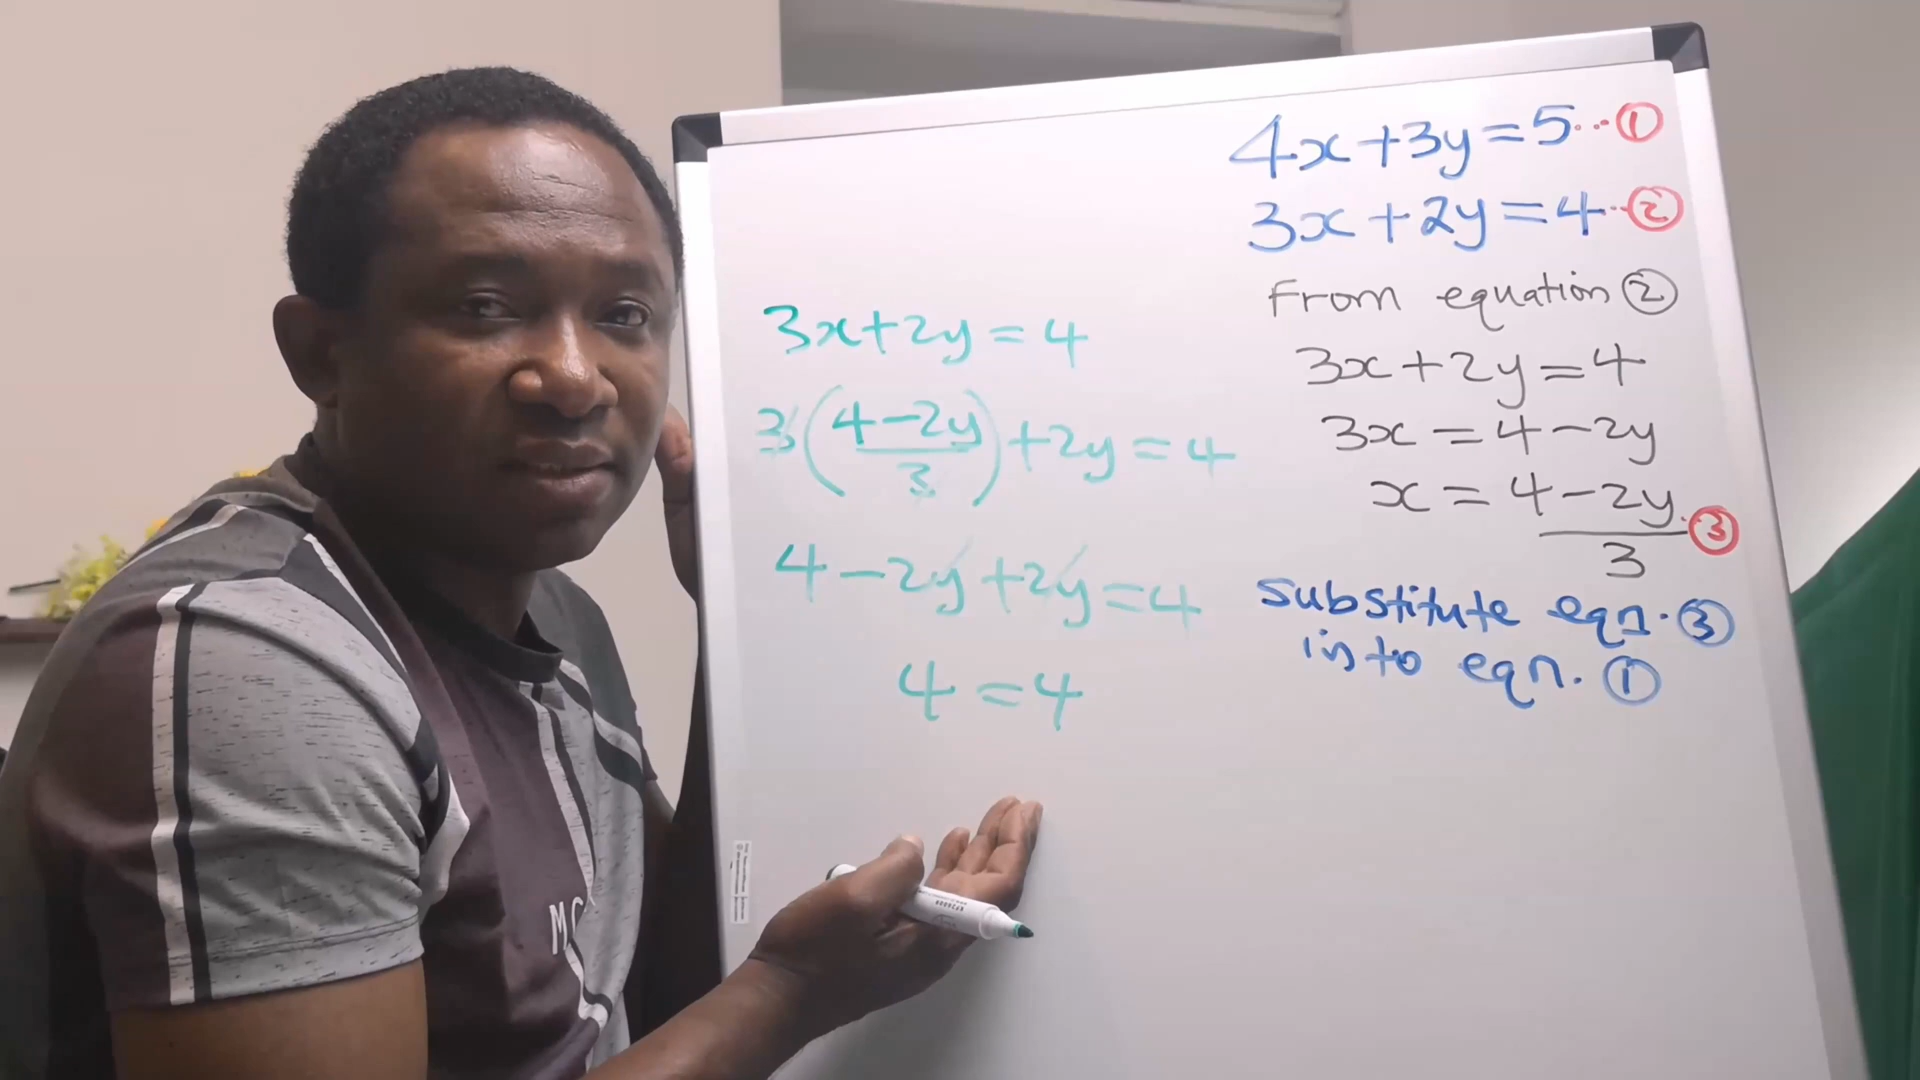 4x+3y=5...①
3x+2y=4..②
From equation ②
3x+2y=4
3x=4-2y
x=4-2y.③
3
substitute eqn.③
into eqn. ①
3x+2y=4
3(4-2y/3)+2y=4
4-2y+2y=4
4=4